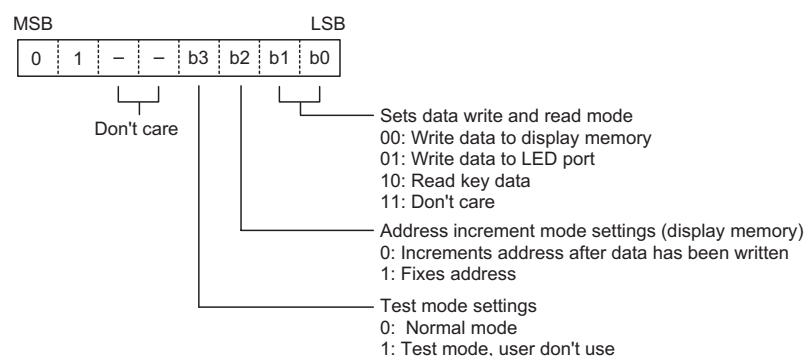 MSB LSB
0 1 – – b3 b2 b1 b0
Don't care
Sets data write and read mode
00: Write data to display memory
01: Write data to LED port
10: Read key data
11: Don't care
Address increment mode settings (display memory)
0: Increments address after data has been written
1: Fixes address
Test mode settings
0: Normal mode
1: Test mode, user don't use